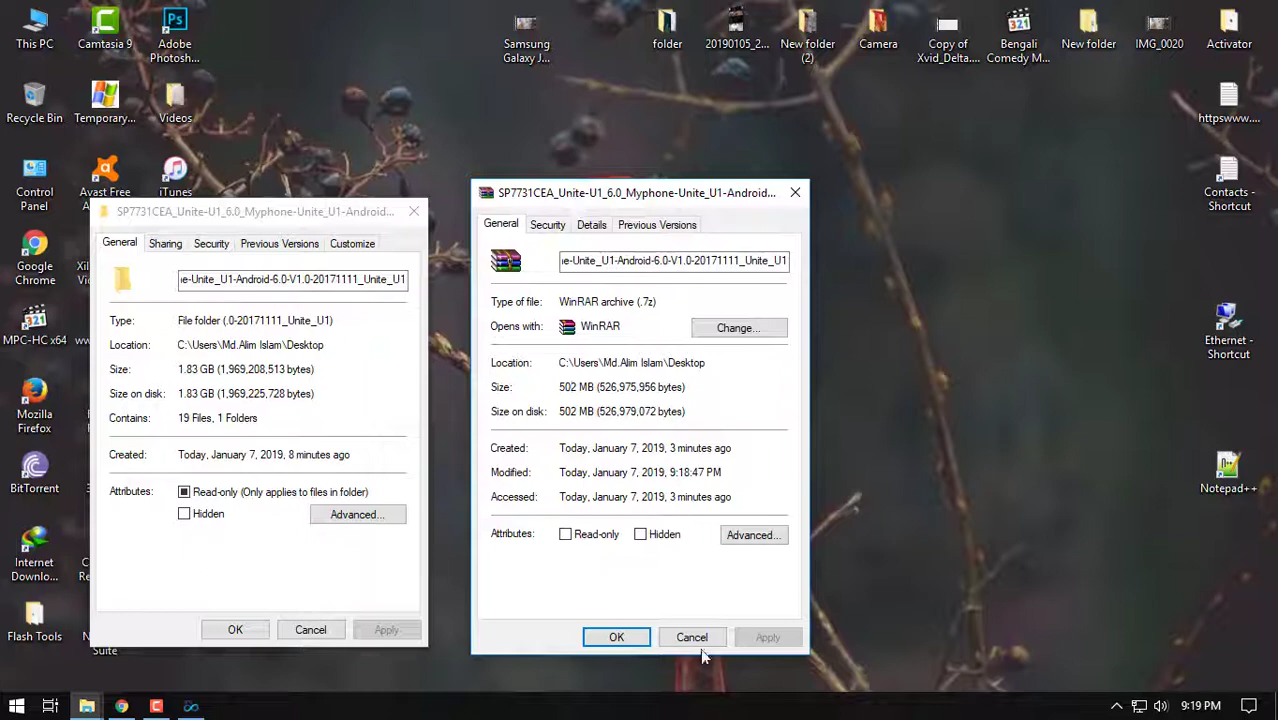 This PC
Camtasia 9
Adobe
Photosh...
Samsung
Galaxy J...
folder
20190105_2...
New folder
(2)
Camera
Copy of
Xvid_Delta....
Bengali
Comedy M...
New folder
IMG_0020
Activator
Recycle Bin
Temporary...
Videos
httpswww....
Control
Panel
Avast Free
iTunes
Contacts -
Shortcut
Google
Chrome
MPC-HC x64
Ethernet -
Shortcut
Mozilla
Firefox
BitTorrent
Notepad++
Internet
Downlo...
Flash Tools
Suite
SP7731CEA_Unite-U1_6.0_Myphone-Unite_U1-Android...
General
Sharing
Security
Previous Versions
Customize
e-Unite_U1-Android-6.0-V1.0-20171111_Unite_U1
Type: File folder (.0-20171111_Unite_U1)
Location: C:\Users\Md.Alim Islam\Desktop
Size: 1.83 GB (1,969,208,513 bytes)
Size on disk: 1.83 GB (1,969,225,728 bytes)
Contains: 19 Files, 1 Folders
Created: Today, January 7, 2019, 8 minutes ago
Attributes: Read-only (Only applies to files in folder)
Hidden
Advanced...
OK
Cancel
Apply
SP7731CEA_Unite-U1_6.0_Myphone-Unite_U1-Android...
General
Security
Details
Previous Versions
e-Unite_U1-Android-6.0-V1.0-20171111_Unite_U1
Type of file: WinRAR archive (.7z)
Opens with: WinRAR
Change...
Location: C:\Users\Md.Alim Islam\Desktop
Size: 502 MB (526,975,956 bytes)
Size on disk: 502 MB (526,979,072 bytes)
Created: Today, January 7, 2019, 3 minutes ago
Modified: Today, January 7, 2019, 9:18:47 PM
Accessed: Today, January 7, 2019, 3 minutes ago
Attributes: Read-only Hidden
Advanced...
OK
Cancel
Apply
9:19 PM